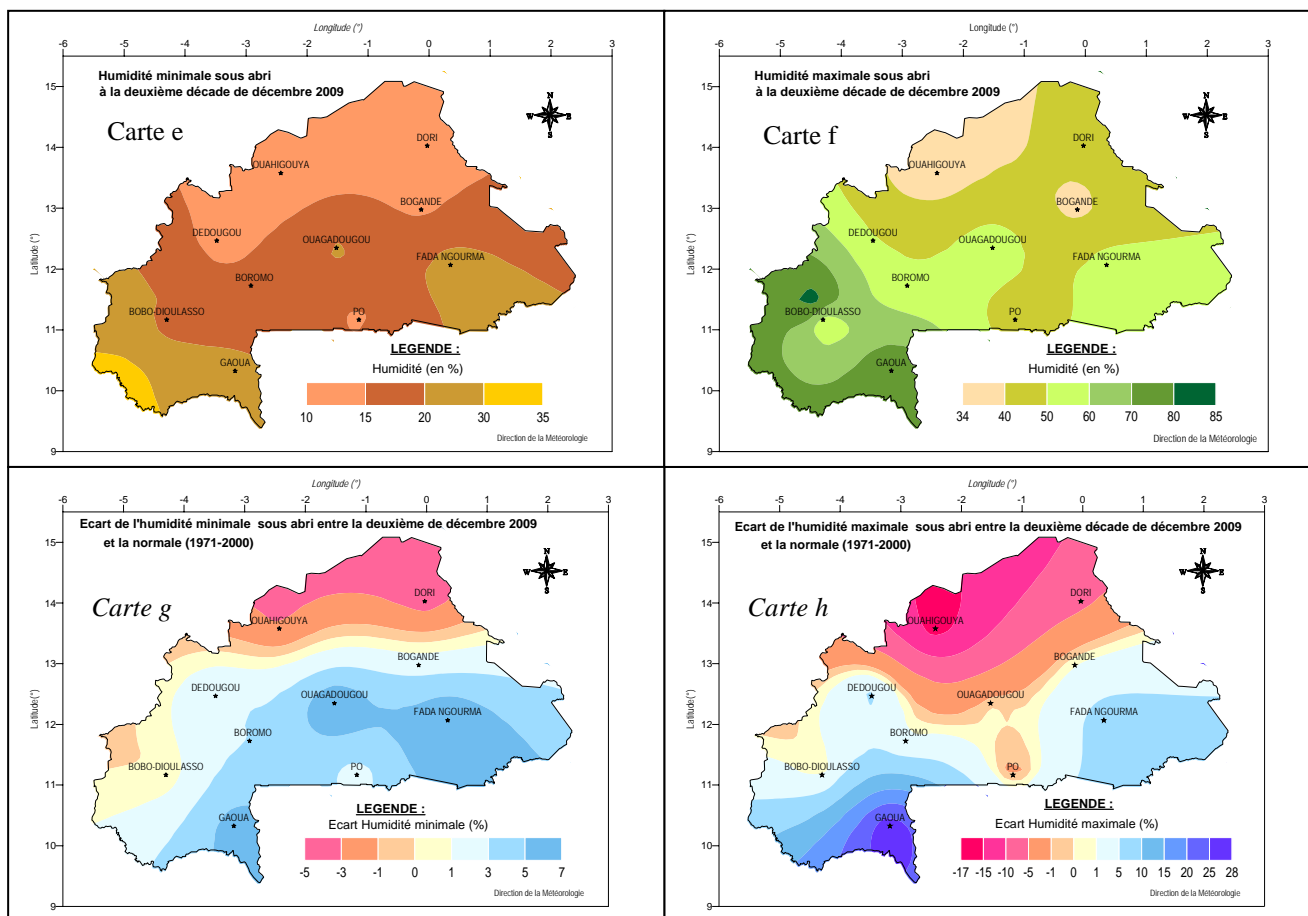 Longitude (°)
-6 -5 -4 -3 -2 -1 0 1 2 3
Humidité minimale sous abri
à la deuxième décade de décembre 2009
Carte e
N
W E
S
15
14
13
12
11
10
9
Latitude (°)
DORI
OUAHIGOUYA
BOGANDE
DEDOUGOU
OUAGADOUGOU
FADA NGOURMA
BOROMO
BOBO-DIOULASSO
PO
GAOUA
LEGENDE :
Humidité (en %)
10 15 20 30 35
Direction de la Météorologie
Longitude (°)
-6 -5 -4 -3 -2 -1 0 1 2 3
Humidité maximale sous abri
à la deuxième décade de décembre 2009
Carte f
N
W E
S
15
14
13
12
11
10
9
Latitude (°)
DORI
OUAHIGOUYA
BOGANDE
DEDOUGOU
OUAGADOUGOU
FADA NGOURMA
BOROMO
BOBO-DIOULASSO
PO
GAOUA
LEGENDE :
Humidité (en %)
34 40 50 60 70 80 85
Direction de la Météorologie
Longitude (°)
-6 -5 -4 -3 -2 -1 0 1 2 3
Ecart de l'humidité minimale sous abri entre la deuxième de décembre 2009
et la normale (1971-2000)
Carte g
N
W E
S
15
14
13
12
11
10
9
Latitude (°)
DORI
OUAHIGOUYA
BOGANDE
DEDOUGOU
OUAGADOUGOU
FADA NGOURMA
BOROMO
BOBO-DIOULASSO
PO
GAOUA
LEGENDE :
Ecart Humidité minimale (%)
-5 -3 -1 0 1 3 5 7
Direction de la Météorologie
Longitude (°)
-6 -5 -4 -3 -2 -1 0 1 2 3
Ecart de l'humidité maximale sous abri entre la deuxième décade de décembre 2009
et la normale (1971-2000)
Carte h
N
W E
S
15
14
13
12
11
10
9
Latitude(°)
DORI
OUAHIGOUYA
BOGANDE
DEDOUGOU
OUAGADOUGOU
FADA NGOURMA
BOROMO
BOBO-DIOULASSO
PO
GAOUA
LEGENDE :
Ecart Humidité maximale (%)
-17 -15 -10 -5 -1 0 1 5 10 15 20 25 28
Direction de la Météorologie